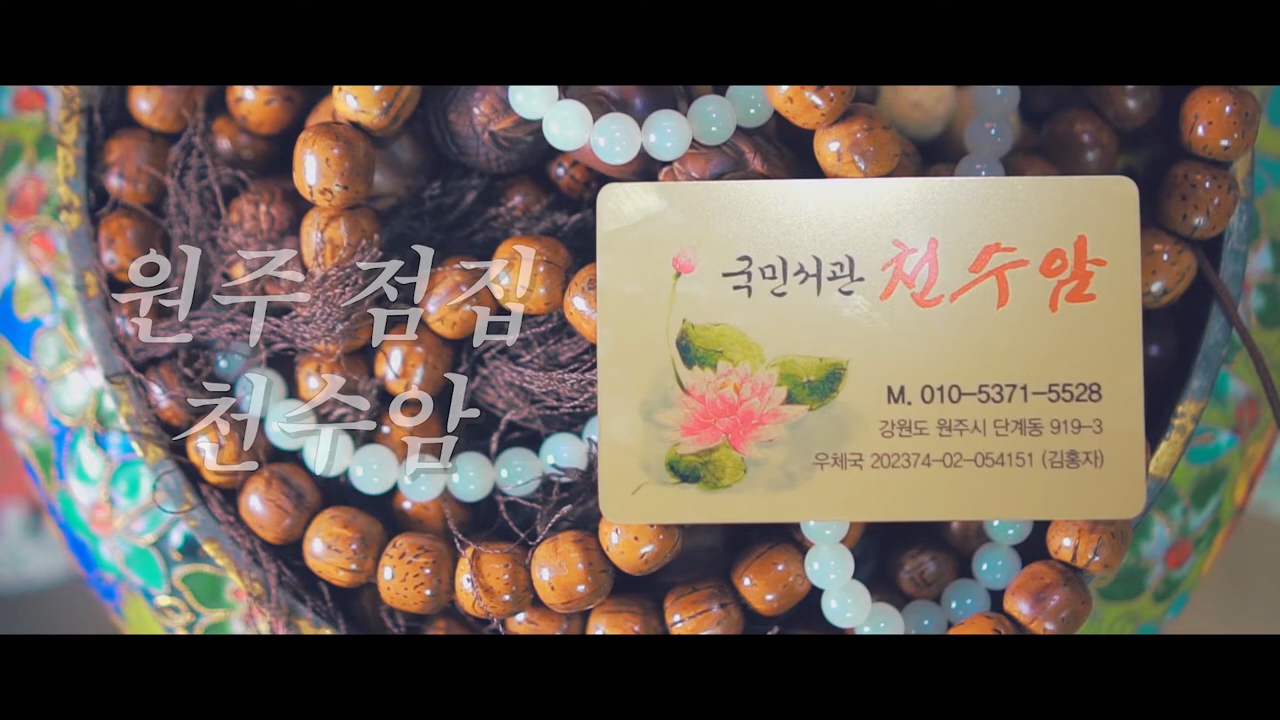 원주 점집
천수암
국민서관 천수암
M. 010-5371-5528
강원도 원주시 단계동 919-3
우체국 202374-02-054151 (김홍자)